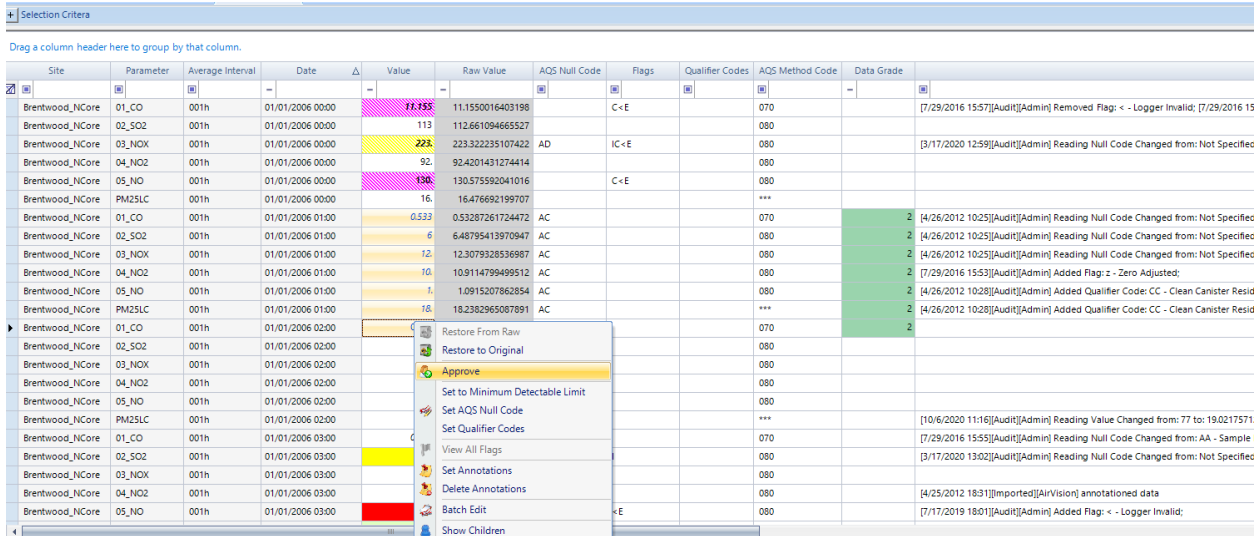 + Selection Critera
Drag a column header here to group by that column.
Site Parameter Average Interval Date Value Raw Value AQS Null Code Flags Qualifier Codes AQS Method Code Data Grade
Brentwood_NCore 01_CO 001h 01/01/2006 00:00 11.155 11.1550016403198 C<E 070 [7/29/2016 15:57][Audit][Admin] Removed Flag: < - Logger Invalid; [7/29/2016 15
Brentwood_NCore 02_SO2 001h 01/01/2006 00:00 113 112.661094665527 080
Brentwood_NCore 03_NOX 001h 01/01/2006 00:00 223. 223.322235107422 AD IC<E 080 [3/17/2020 12:59][Audit][Admin] Reading Null Code Changed from: Not Specified
Brentwood_NCore 04_NO2 001h 01/01/2006 00:00 92. 92.4201431274414 080
Brentwood_NCore 05_NO 001h 01/01/2006 00:00 130. 130.575592041016 C<E 080
Brentwood_NCore PM25LC 001h 01/01/2006 00:00 16. 16.476692199707 ***
Brentwood_NCore 01_CO 001h 01/01/2006 01:00 0.533 0.53287261724472 AC 070 2 [4/26/2012 10:25][Audit][Admin] Reading Null Code Changed from: Not Specified
Brentwood_NCore 02_SO2 001h 01/01/2006 01:00 6 6.48795413970947 AC 080 2 [4/26/2012 10:25][Audit][Admin] Reading Null Code Changed from: Not Specified
Brentwood_NCore 03_NOX 001h 01/01/2006 01:00 12. 12.3079328536987 AC 080 2 [4/26/2012 10:25][Audit][Admin] Reading Null Code Changed from: Not Specified
Brentwood_NCore 04_NO2 001h 01/01/2006 01:00 10. 10.9114799499512 AC 080 2 [7/29/2016 15:53][Audit][Admin] Added Flag: z - Zero Adjusted;
Brentwood_NCore 05_NO 001h 01/01/2006 01:00 1. 1.0915207862854 AC 080 2 [4/26/2012 10:28][Audit][Admin] Added Qualifier Code: CC - Clean Canister Resid
Brentwood_NCore PM25LC 001h 01/01/2006 01:00 18. 18.2382965087891 AC *** 2 [4/26/2012 10:28][Audit][Admin] Added Qualifier Code: CC - Clean Canister Resid
Brentwood_NCore 01_CO 001h 01/01/2006 02:00 070 2
Restore From Raw
Brentwood_NCore 02_SO2 001h 01/01/2006 02:00 080
Restore to Original
Brentwood_NCore 03_NOX 001h 01/01/2006 02:00 080
Approve
Brentwood_NCore 04_NO2 001h 01/01/2006 02:00 080
Set to Minimum Detectable Limit
Brentwood_NCore 05_NO 001h 01/01/2006 02:00 080
Set AQS Null Code
Brentwood_NCore PM25LC 001h 01/01/2006 02:00 *** [10/6/2020 11:16][Audit][Admin] Reading Value Changed from: 77 to: 19.0217571.
Set Qualifier Codes
Brentwood_NCore 01_CO 001h 01/01/2006 03:00 070 [7/29/2016 15:55][Audit][Admin] Reading Null Code Changed from: AA - Sample
View All Flags
Brentwood_NCore 02_SO2 001h 01/01/2006 03:00 080 [3/17/2020 13:02][Audit][Admin] Reading Null Code Changed from: Not Specified
Set Annotations
Brentwood_NCore 03_NOX 001h 01/01/2006 03:00 080
Delete Annotations
Brentwood_NCore 04_NO2 001h 01/01/2006 03:00 080 [4/25/2012 18:31][Imported][AirVision] annotationed data
Batch Edit
Brentwood_NCore 05_NO 001h 01/01/2006 03:00 <E 080 [7/17/2019 18:01][Audit][Admin] Added Flag: < - Logger Invalid;
Show Children